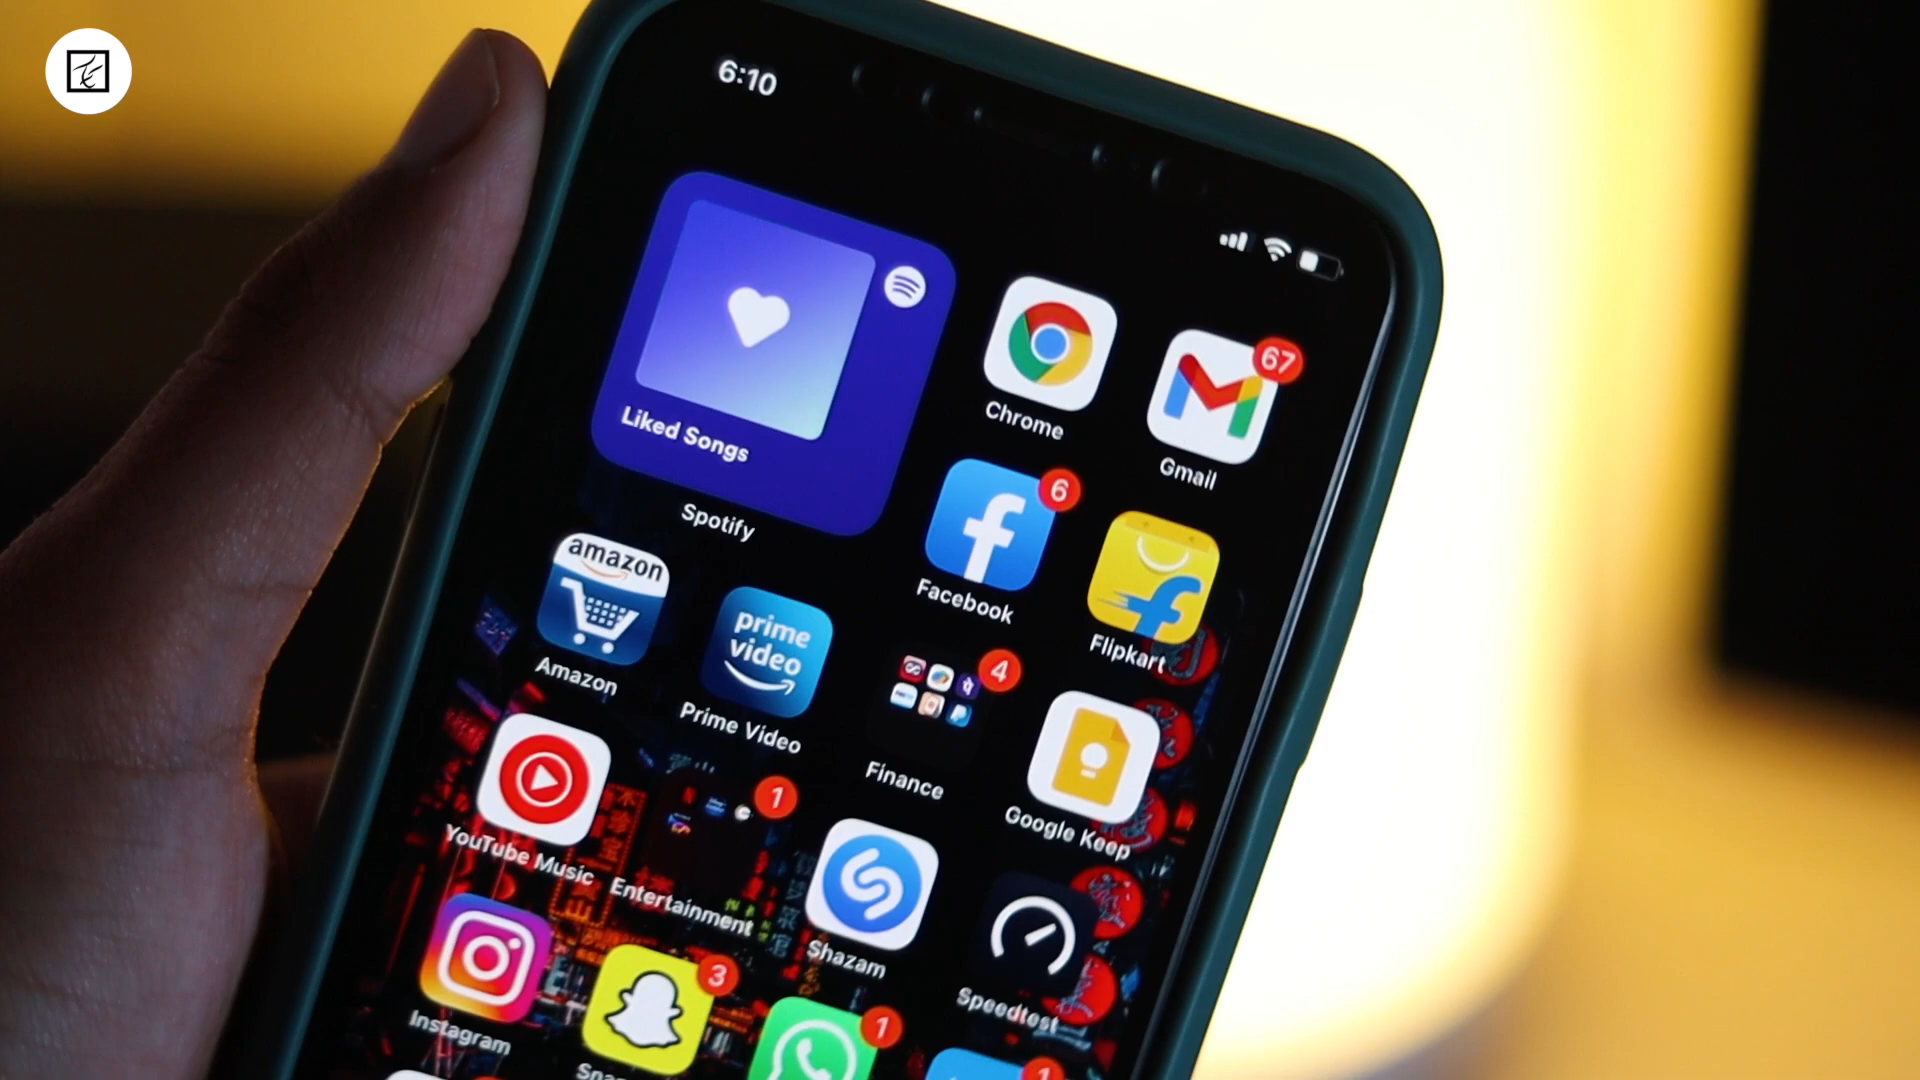 6:10
Liked Songs
Spotify
Chrome
67
Gmail
6
Facebook
Flipkart
amazon
Amazon
prime
video
Prime Video
4
Finance
Google Keep
YouTube Music
1
Entertainment
Shazam
Speedtest
Instagram
3
1
1